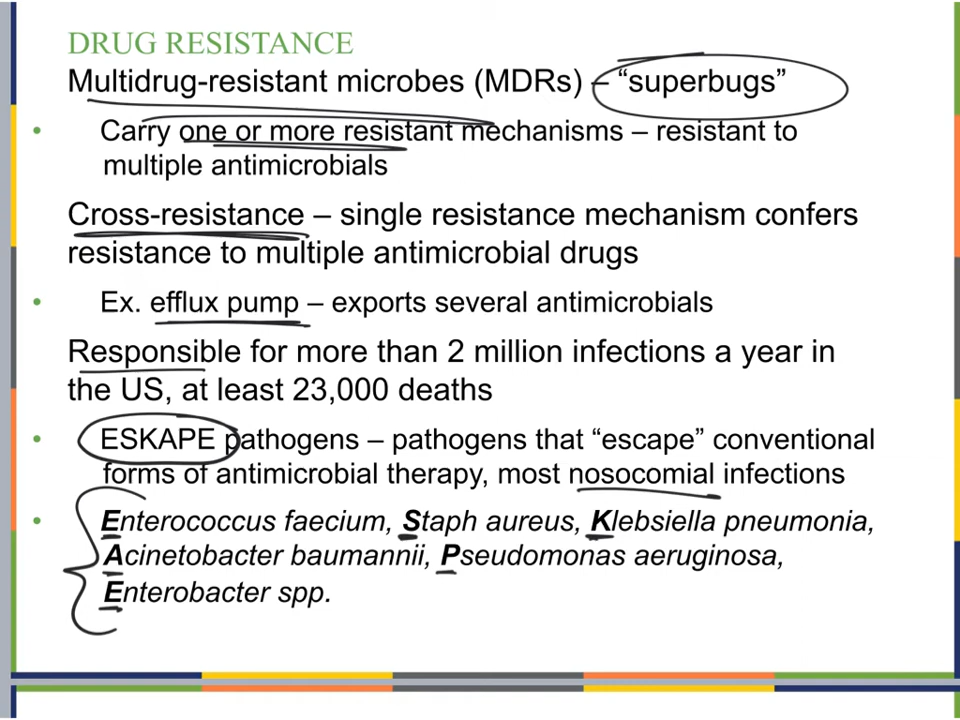 DRUG RESISTANCE
Multidrug-resistant microbes (MDRs) – “superbugs”
• Carry one or more resistant mechanisms – resistant to
multiple antimicrobials
Cross-resistance – single resistance mechanism confers
resistance to multiple antimicrobial drugs
• Ex. efflux pump – exports several antimicrobials
Responsible for more than 2 million infections a year in
the US, at least 23,000 deaths
• ESKAPE pathogens – pathogens that “escape” conventional
forms of antimicrobial therapy, most nosocomial infections
• Enterococcus faecium, Staph aureus, Klebsiella pneumonia,
Acinetobacter baumannii, Pseudomonas aeruginosa,
Enterobacter spp.